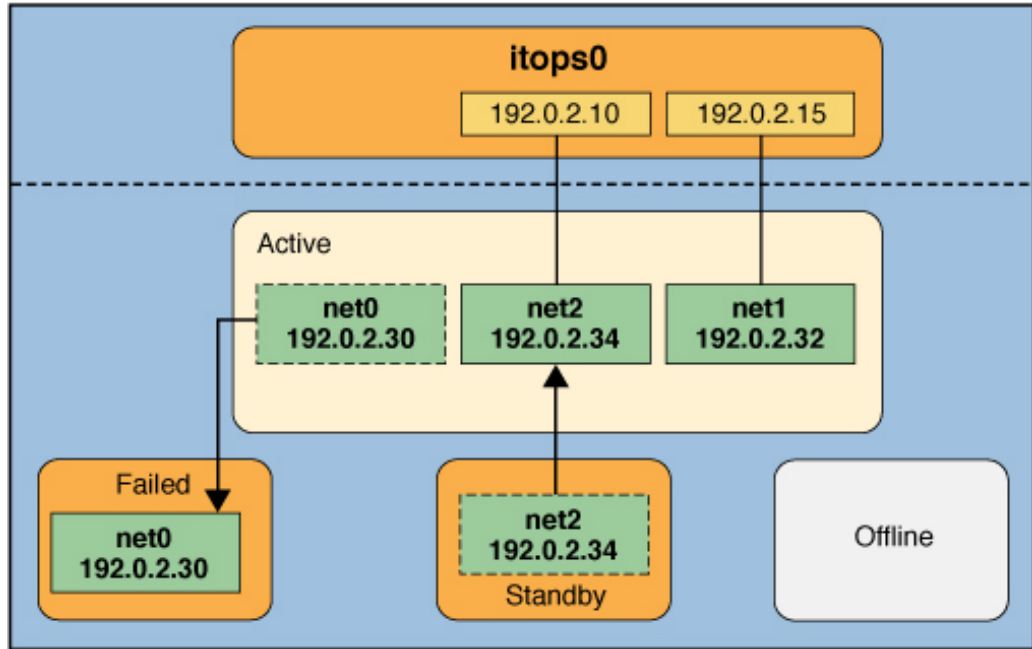 itops0
192.0.2.10
192.0.2.15
Active
net0
192.0.2.30
net2
192.0.2.34
net1
192.0.2.32
Failed
net0
192.0.2.30
net2
192.0.2.34
Standby
Offline